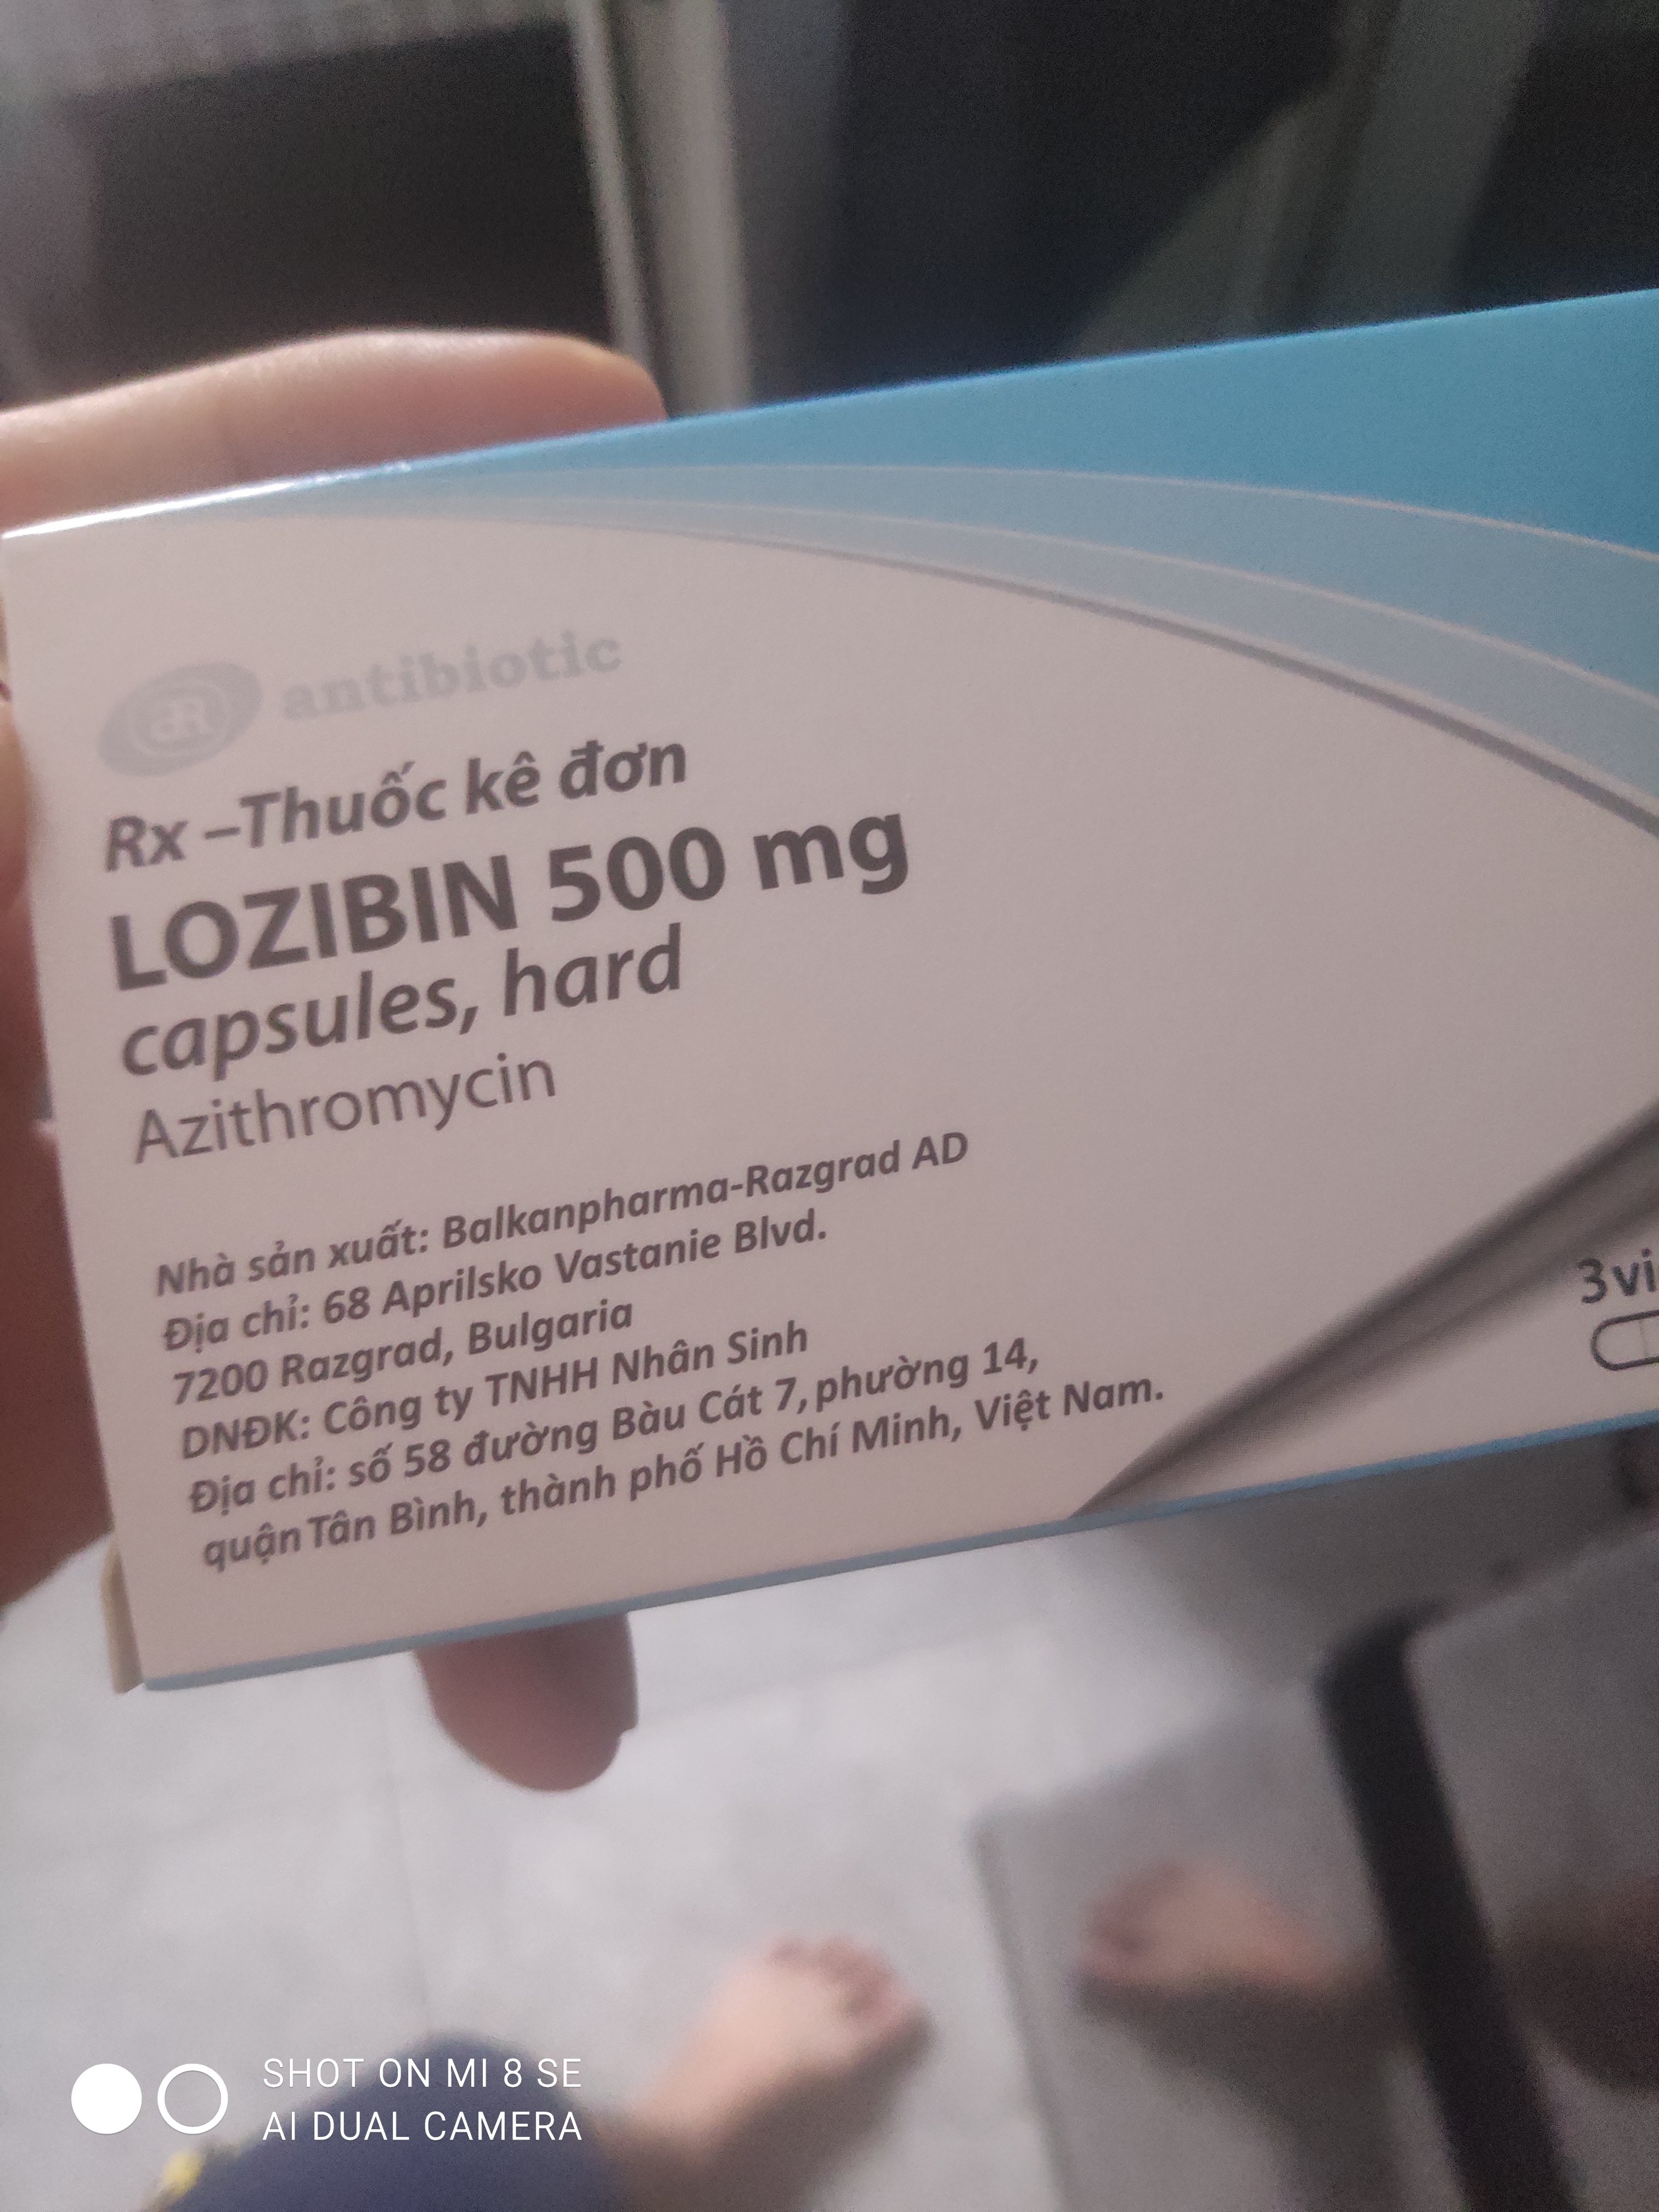 antibiotic
Rx –Thuốc kê đơn
LOZIBIN 500 mg
capsules, hard
Azithromycin
Nhà sản xuất: Balkanpharma-Razgrad AD
Địa chỉ: 68 Aprilsko Vastanie Blvd.
7200 Razgrad, Bulgaria
DNĐK: Công ty TNHH Nhân Sinh
Địa chỉ: số 58 đường Bàu Cát 7, phường 14,
quận Tân Bình, thành phố Hồ Chí Minh, Việt Nam.
3
SHOT ON MI 8 SE
AI DUAL CAMERA